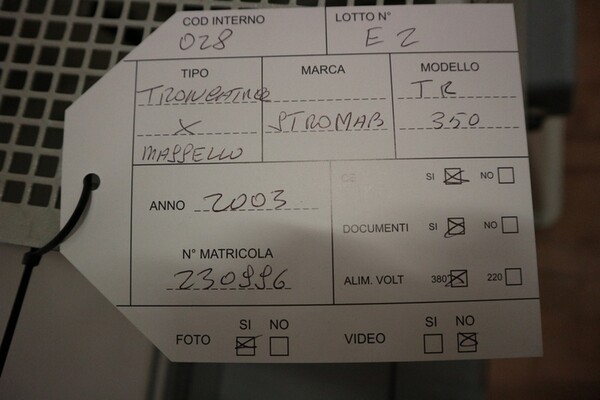 COD INTERNO
028
LOTTO N°
E 2
TIPO
TRONCATRICE
X
MASSELLO
MARCA
STROMAB
MODELLO
TR
350
ANNO 2003
N° MATRICOLA
230996
CE SI NO
DOCUMENTI SI NO
ALIM. VOLT 380 220
FOTO SI NO
VIDEO SI NO